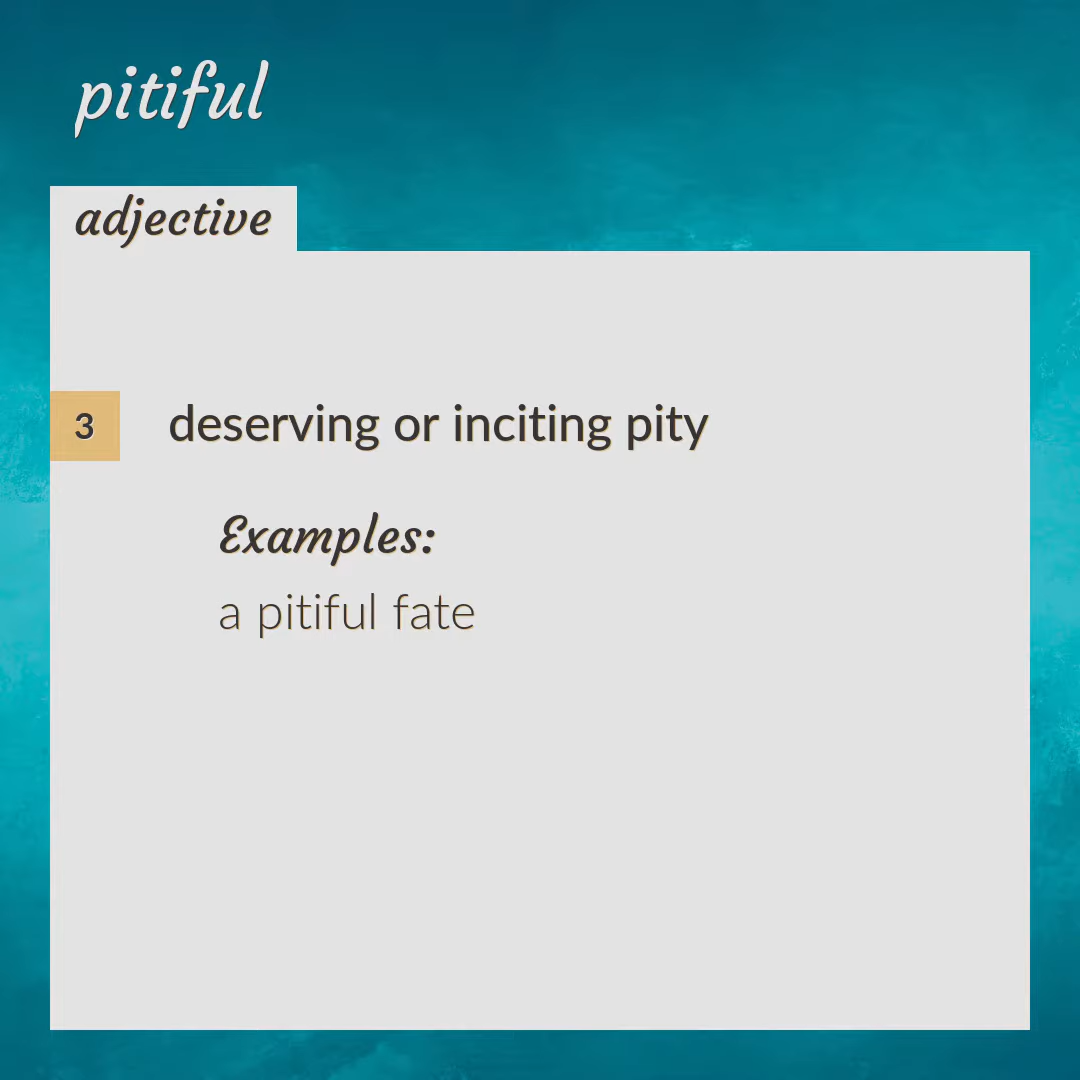 pitiful
adjective
3
deserving or inciting pity
Examples:
a pitiful fate